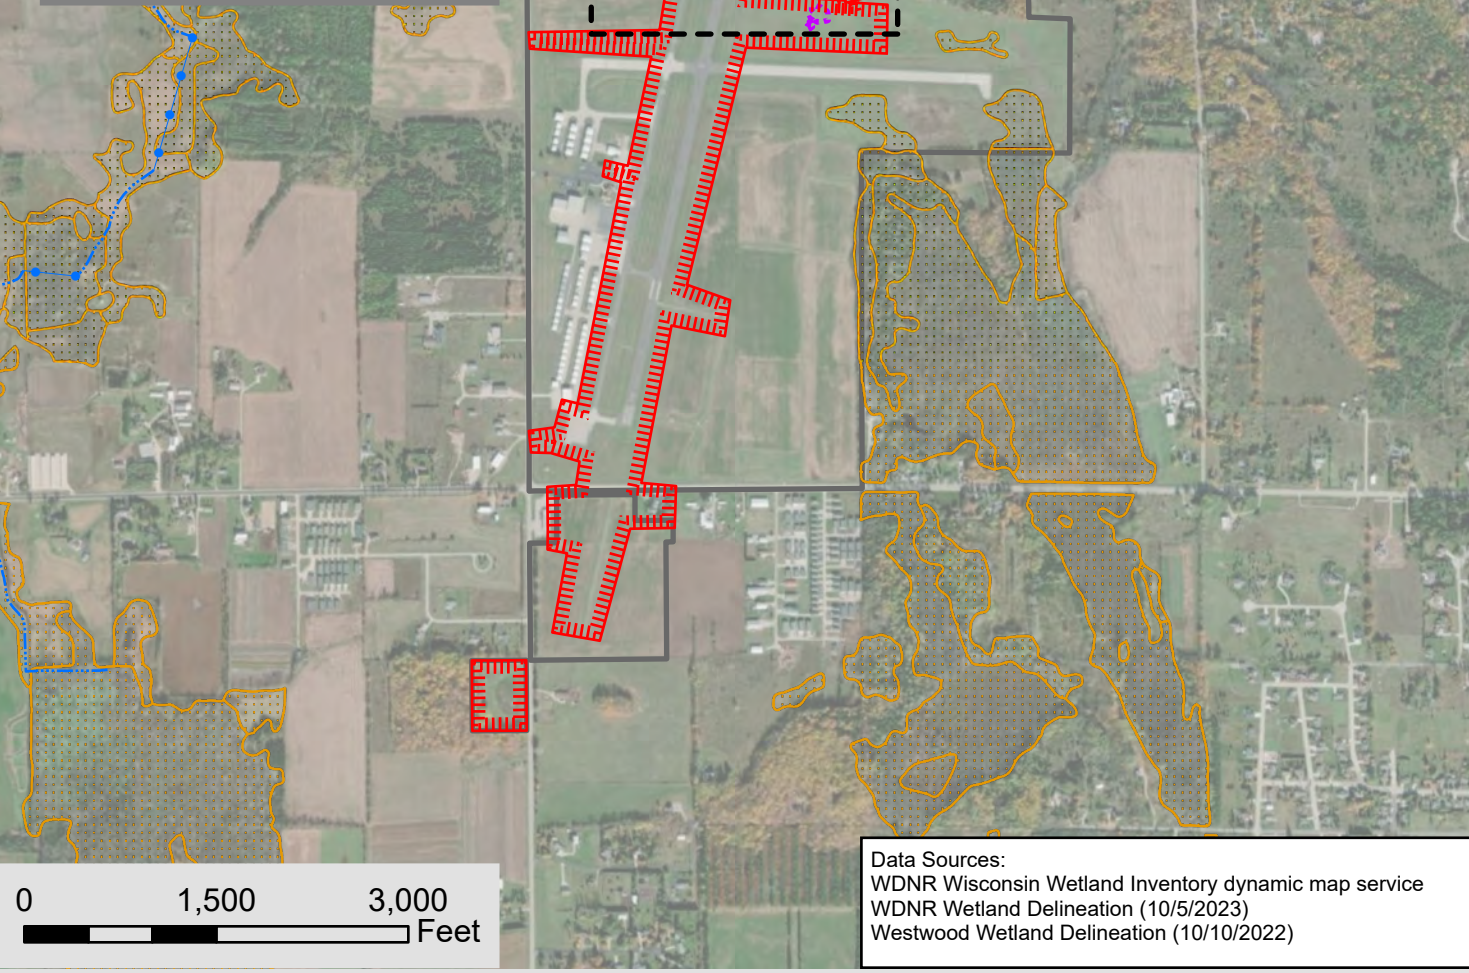 0 1,500 3,000
Feet
Data Sources:
WDNR Wisconsin Wetland Inventory dynamic map service
WDNR Wetland Delineation (10/5/2023)
Westwood Wetland Delineation (10/10/2022)